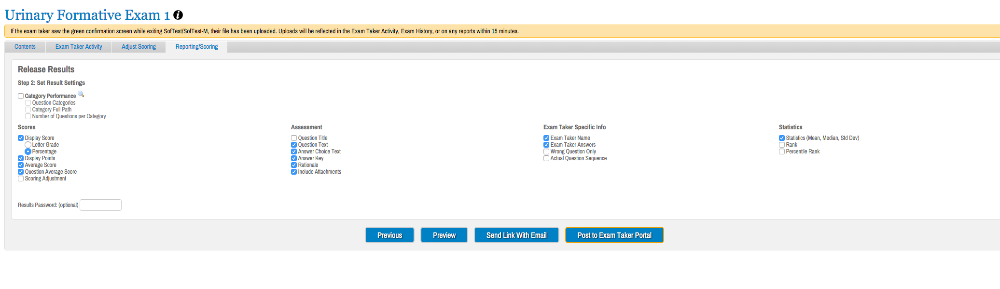 Urinary Formative Exam 1
If the exam taker saw the green confirmation screen while exiting SofTest/SofTest-M, their file has been uploaded. Uploads will be reflected in the Exam Taker Activity, Exam History, or on any reports within 15 minutes.
Contents Exam Taker Activity Adjust Scoring Reporting/Scoring
Release Results
Step 2: Set Result Settings
Category Performance
Question Categories
Category Full Path
Number of Questions per Category
Scores
Display Score
Letter Grade
Percentage
Display Points
Average Score
Question Average Score
Scoring Adjustment
Assessment
Question Title
Question Text
Answer Choice Text
Answer Key
Rationale
Include Attachments
Exam Taker Specific Info
Exam Taker Name
Exam Taker Answers
Wrong Question Only
Actual Question Sequence
Statistics
Statistics (Mean, Median, Std Dev)
Rank
Percentile Rank
Results Password: (optional)
Previous Preview Send Link With Email Post to Exam Taker Portal